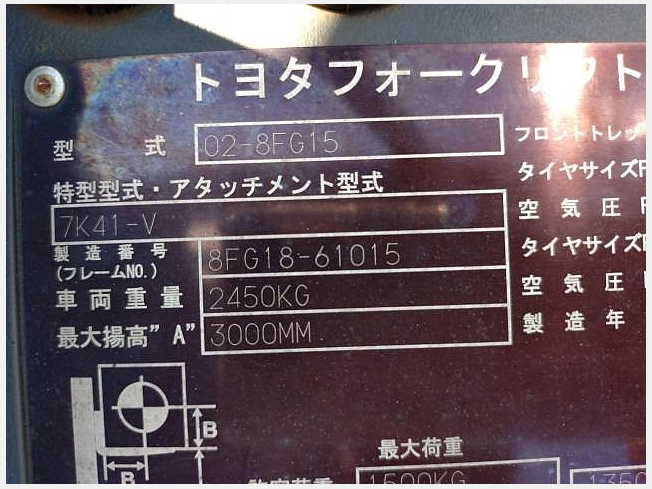 トヨタフォークリフト
型式 02-8FG15 フロントトレッ
特型型式・アタッチメント型式 タイヤサイズF
7K41-V 空気圧
製造番号 (フレームNO.) 8FG18-61015 タイヤサイズ
車両重量 2450KG 空気圧
最大揚高"A" 3000MM 製造年
B
B
最大荷重
1500KG 1350